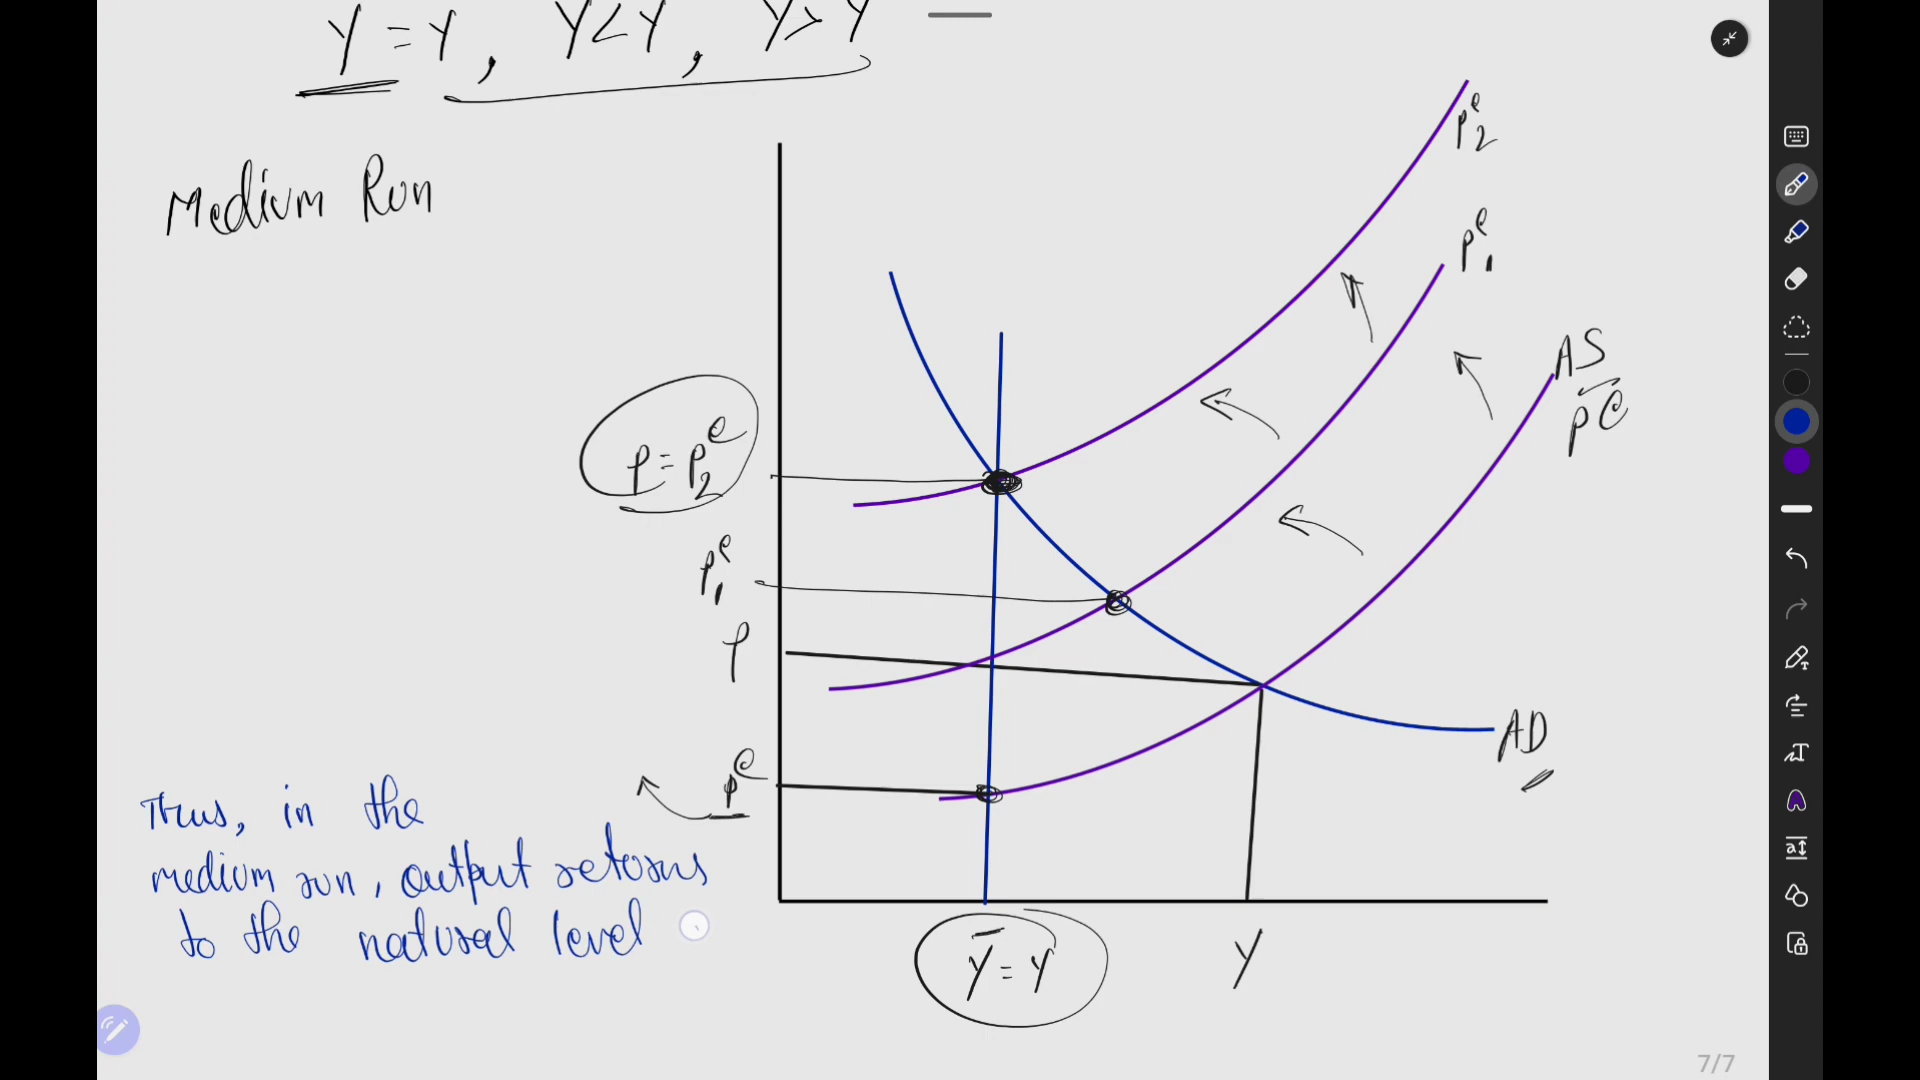 Y = Y , Y < Y , Y > Y
Medium Run
P₂ᵉ
P₁ᵉ
AS
Pᵉ
P = P₂ᵉ
P₁ᵉ
P
AD
Pᵉ
Thus, in the
medium run, output returns
to the natural level
Ȳ = Y
Y
7/7